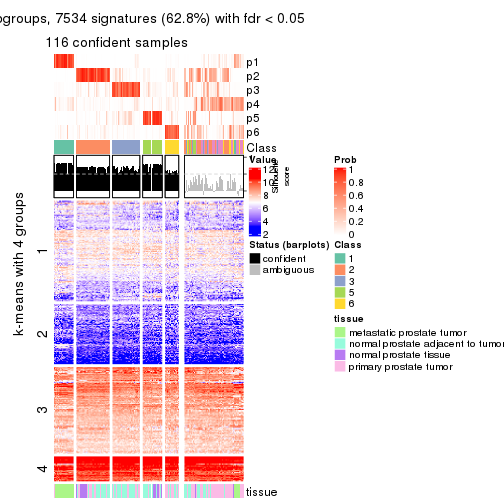 ogroups, 7534 signatures (62.8%) with fdr < 0.05
116 confident samples
p1
p2
p3
p4
p5
p6
Class
Silhouette
score
Value
12
10
8
6
4
2
Prob
1
0.8
0.6
0.4
0.2
0
Status (barplots)
confident
ambiguous
Class
1
2
3
5
6
tissue
metastatic prostate tumor
normal prostate adjacent to tumor
normal prostate tissue
primary prostate tumor
k-means with 4 groups
1
2
3
4
tissue